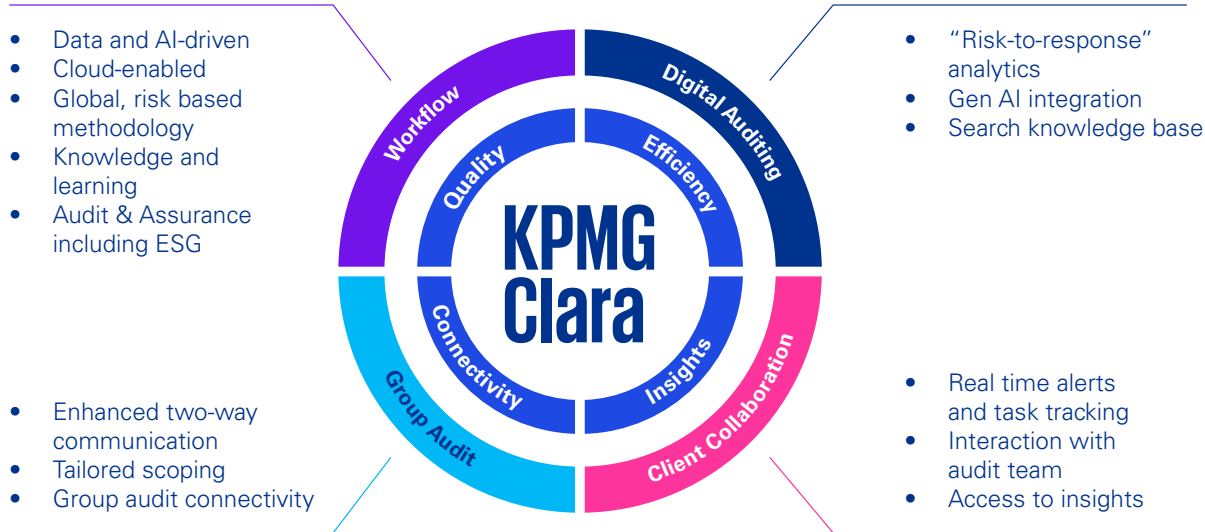 • Data and AI-driven
• Cloud-enabled
• Global, risk based
methodology
• Knowledge and
learning
• Audit & Assurance
including ESG
Workflow
Digital Auditing
• “Risk-to-response”
analytics
• Gen AI integration
• Search knowledge base
Quality
Efficiency
KPMG
Clara
Connectivity
Insights
Group Audit
Client Collaboration
• Enhanced two-way
communication
• Tailored scoping
• Group audit connectivity
• Real time alerts
and task tracking
• Interaction with
audit team
• Access to insights